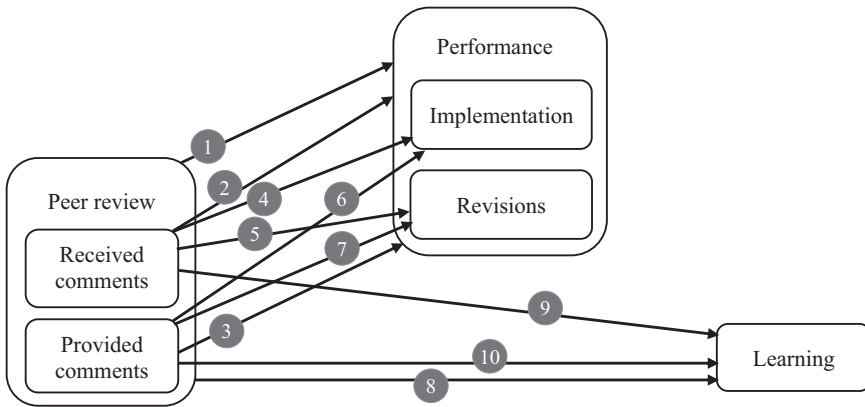 Performance
Implementation
1
2
4
6
Peer review
Revisions
5
7
Received
comments
9
3
Provided
comments
10
Learning
8